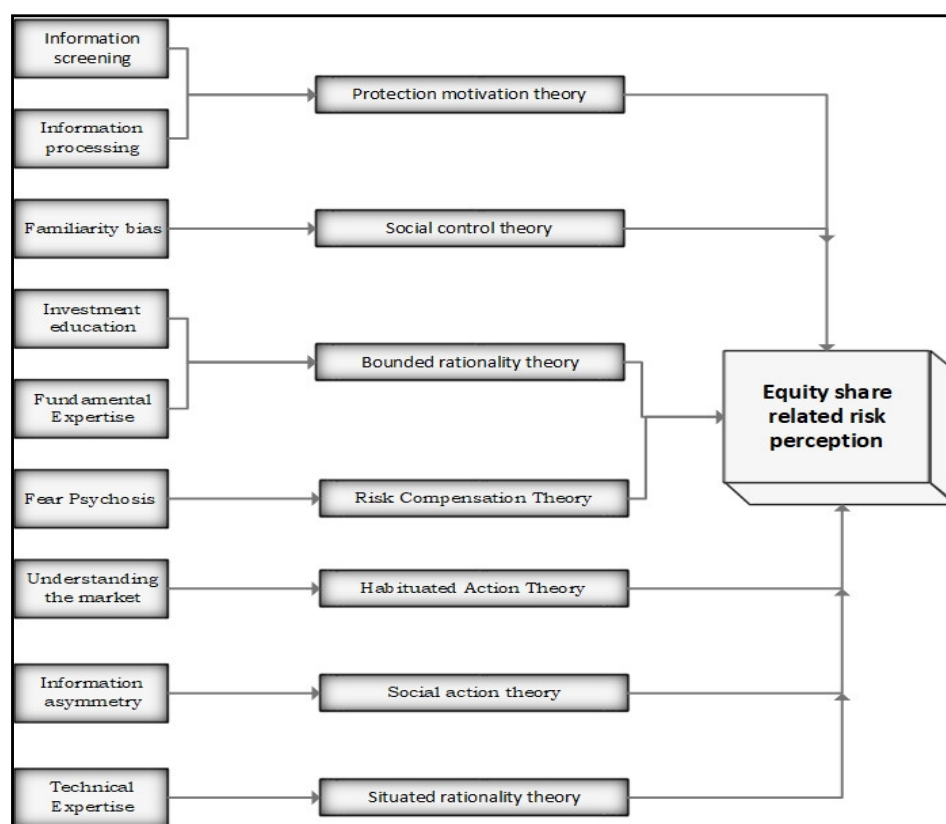 Information
screening
Protection motivation theory
Information
processing
Familiarity bias
Social control theory
Investment
education
Bounded rationality theory
Fundamental
Expertise
Equity share
related risk
perception
Fear Psychosis
Risk Compensation Theory
Understanding
the market
Habituated Action Theory
Information
asymmetry
Social action theory
Technical
Expertise
Situated rationality theory